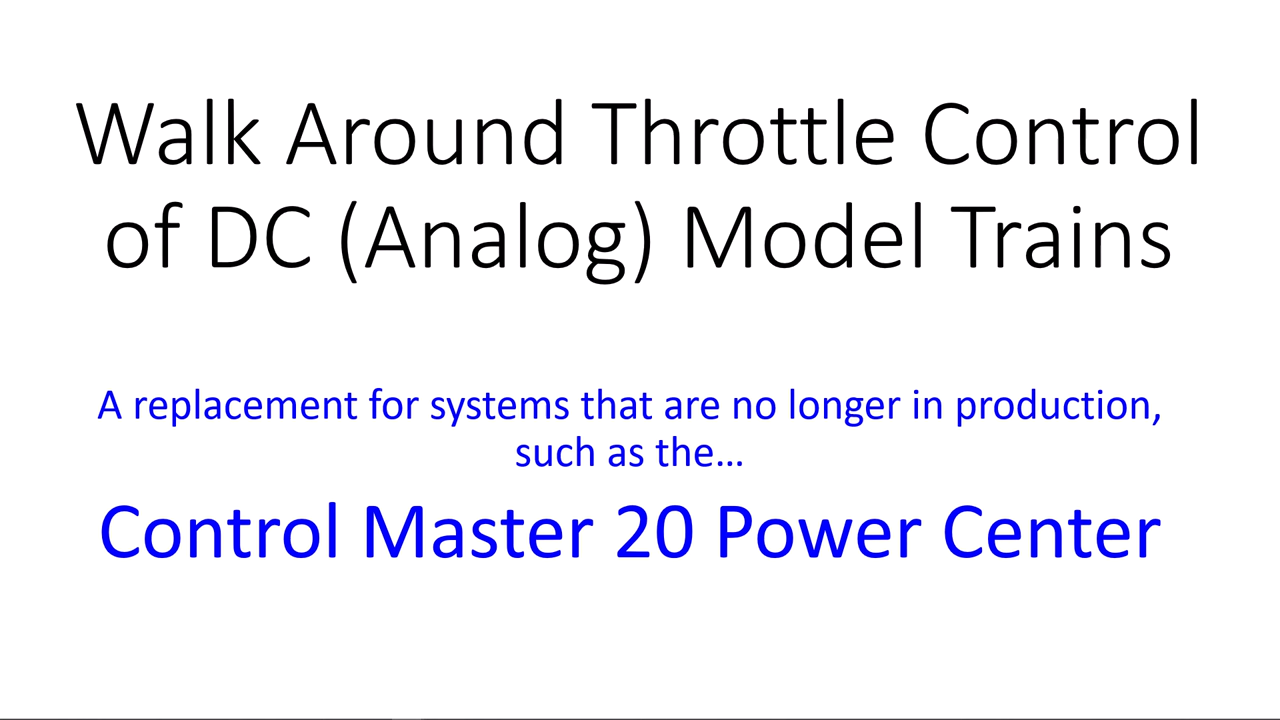 Walk Around Throttle Control
of DC (Analog) Model Trains
A replacement for systems that are no longer in production,
such as the…
Control Master 20 Power Center